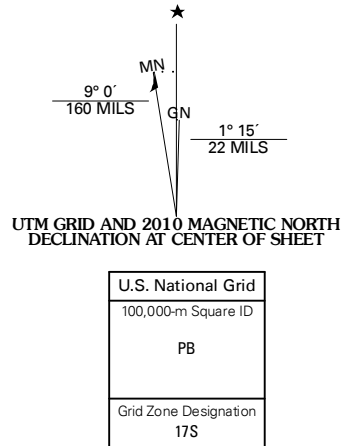 ★
MN
9° 0´
160 MILS
GN
1° 15´
22 MILS
UTM GRID AND 2010 MAGNETIC NORTH
DECLINATION AT CENTER OF SHEET
U.S. National Grid
100,000-m Square ID
PB
Grid Zone Designation
17S